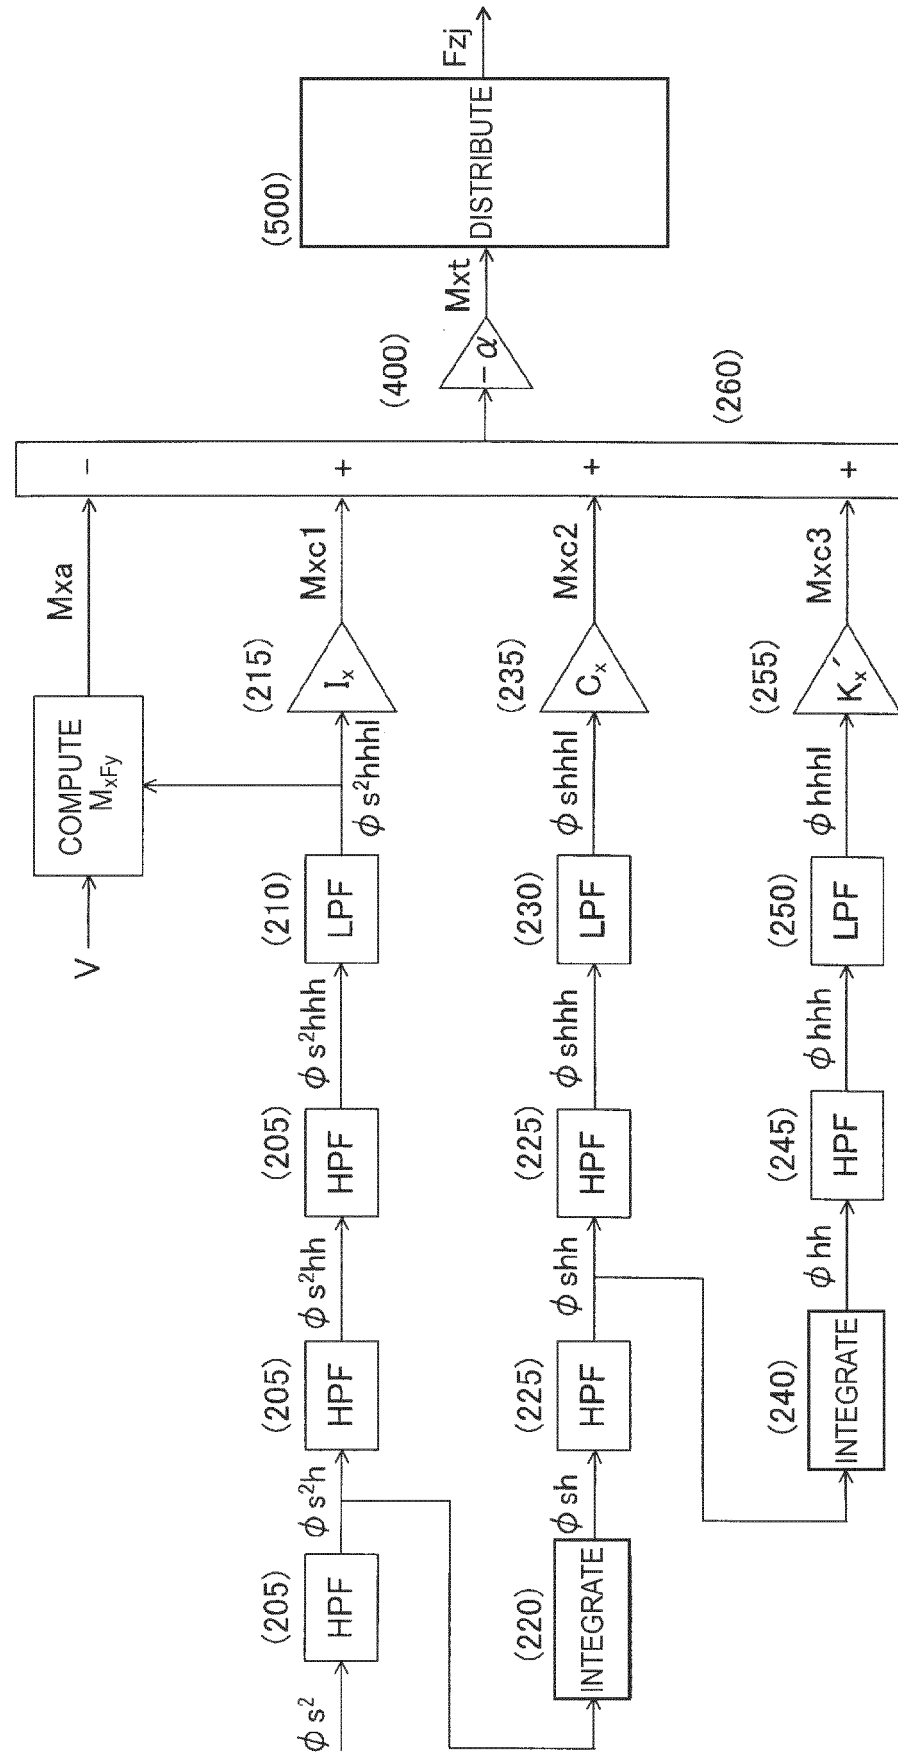 V
COMPUTE
MxFy
Mxa
-
(205)
(205)
(205)
(210)
(215)
ϕs²
HPF
ϕs²h
HPF
ϕs²hh
HPF
ϕs²hhh
LPF
ϕs²hhhl
Ix
Mxc1
+
(400)
(500)
-α
Mxt
DISTRIBUTE
Fzj
(220)
(225)
(225)
(230)
(235)
INTEGRATE
ϕsh
HPF
ϕshh
HPF
ϕshhh
LPF
ϕshhhl
Cx
Mxc2
+
(260)
(240)
(245)
(250)
(255)
INTEGRATE
ϕhh
HPF
ϕhhh
LPF
ϕhhhl
Kx′
Mxc3
+